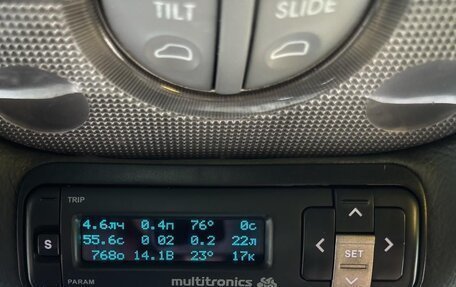 TILT SLIDE
TRIP
4.6лч 0.4л 76° 0с
55.6с 0 02 0.2 22л
768о 14.1В 23° 17к
S
SET
PARAM
multitronics